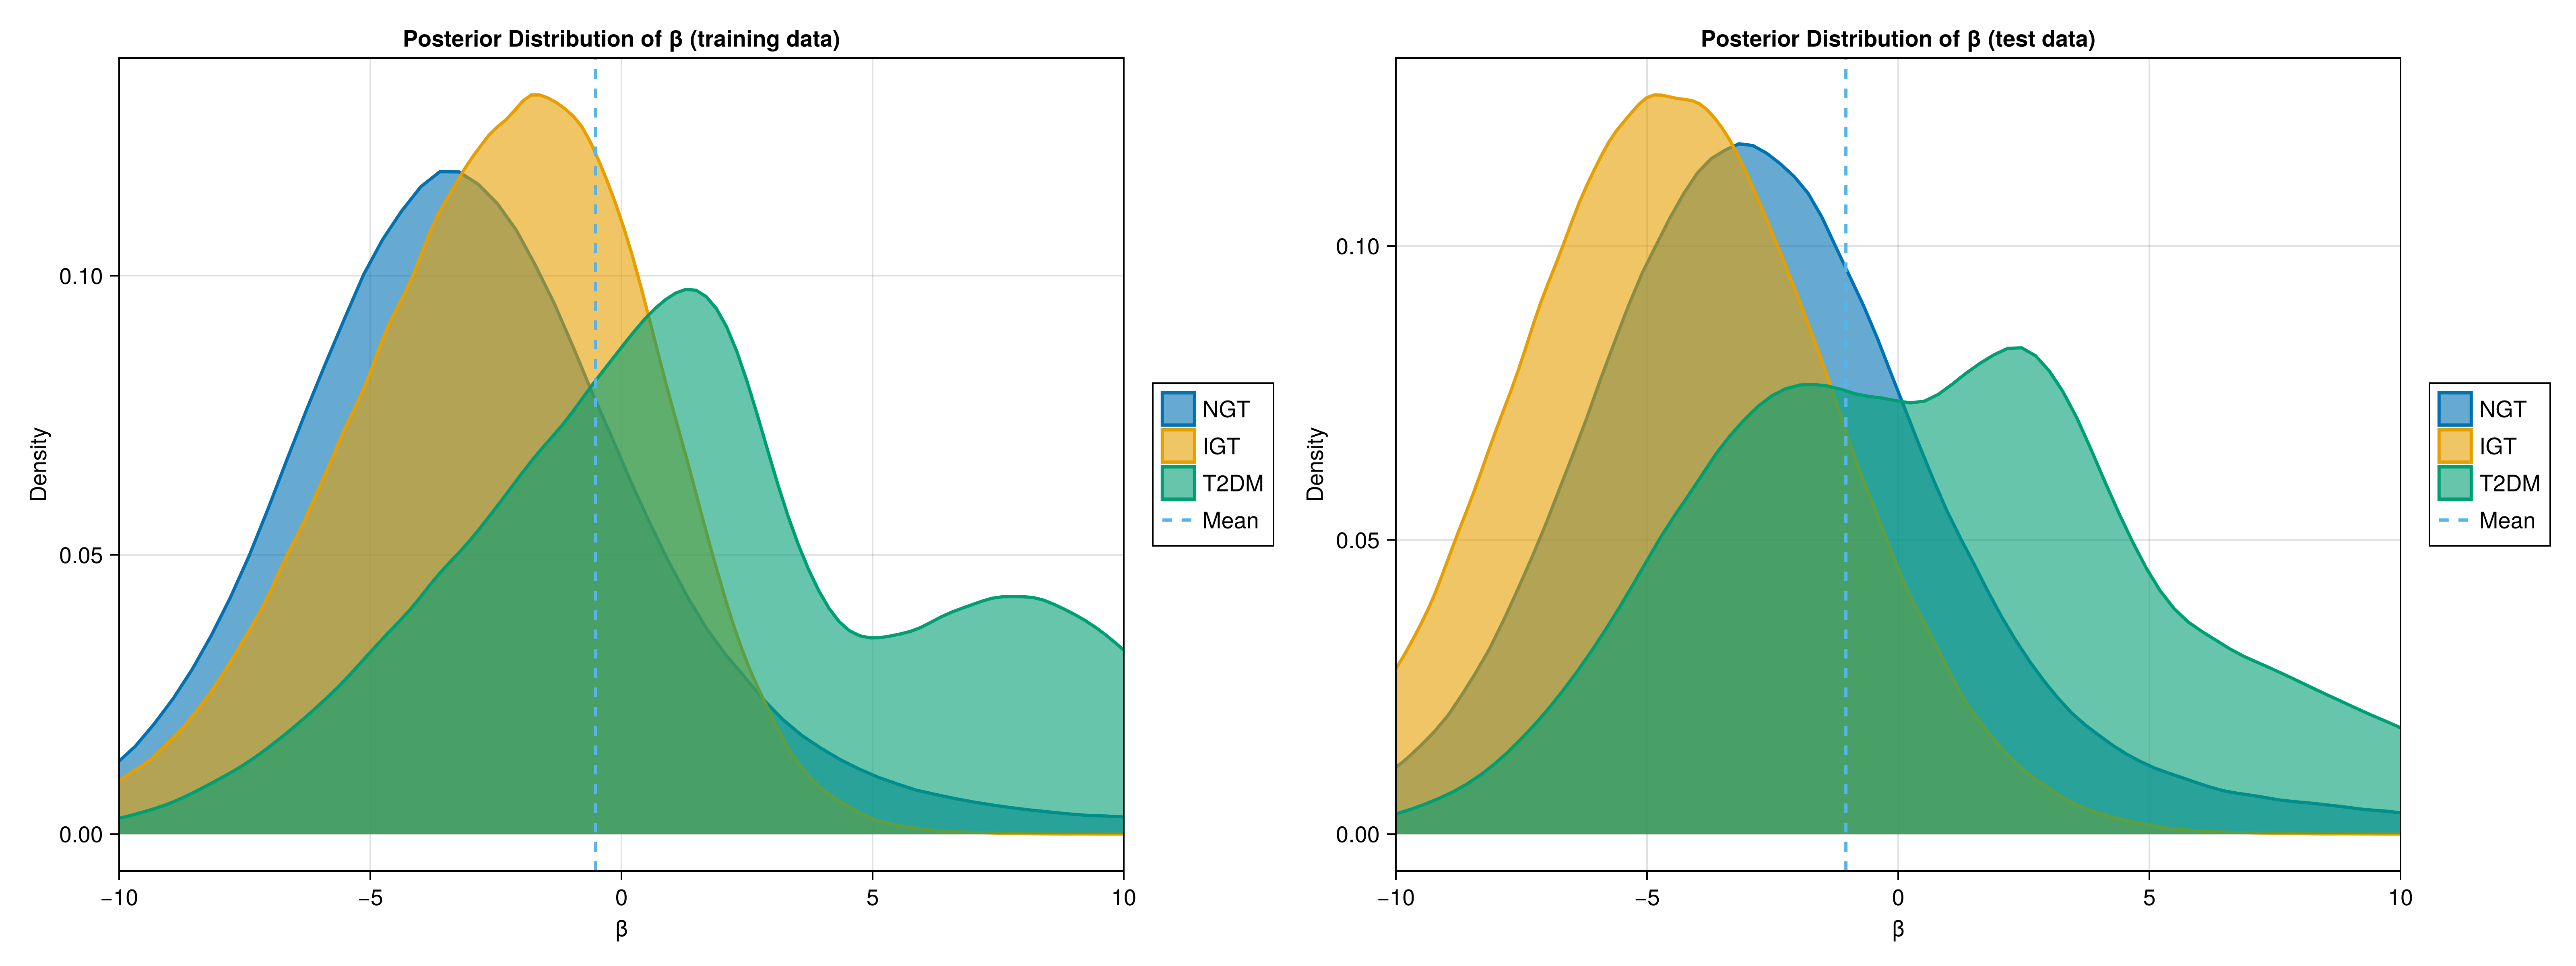 Posterior Distribution of β (training data)
Density
0.10
0.05
0.00
−10
−5
0
5
10
β
NGT
IGT
T2DM
Mean
Posterior Distribution of β (test data)
Density
0.10
0.05
0.00
−10
−5
0
5
10
β
NGT
IGT
T2DM
Mean